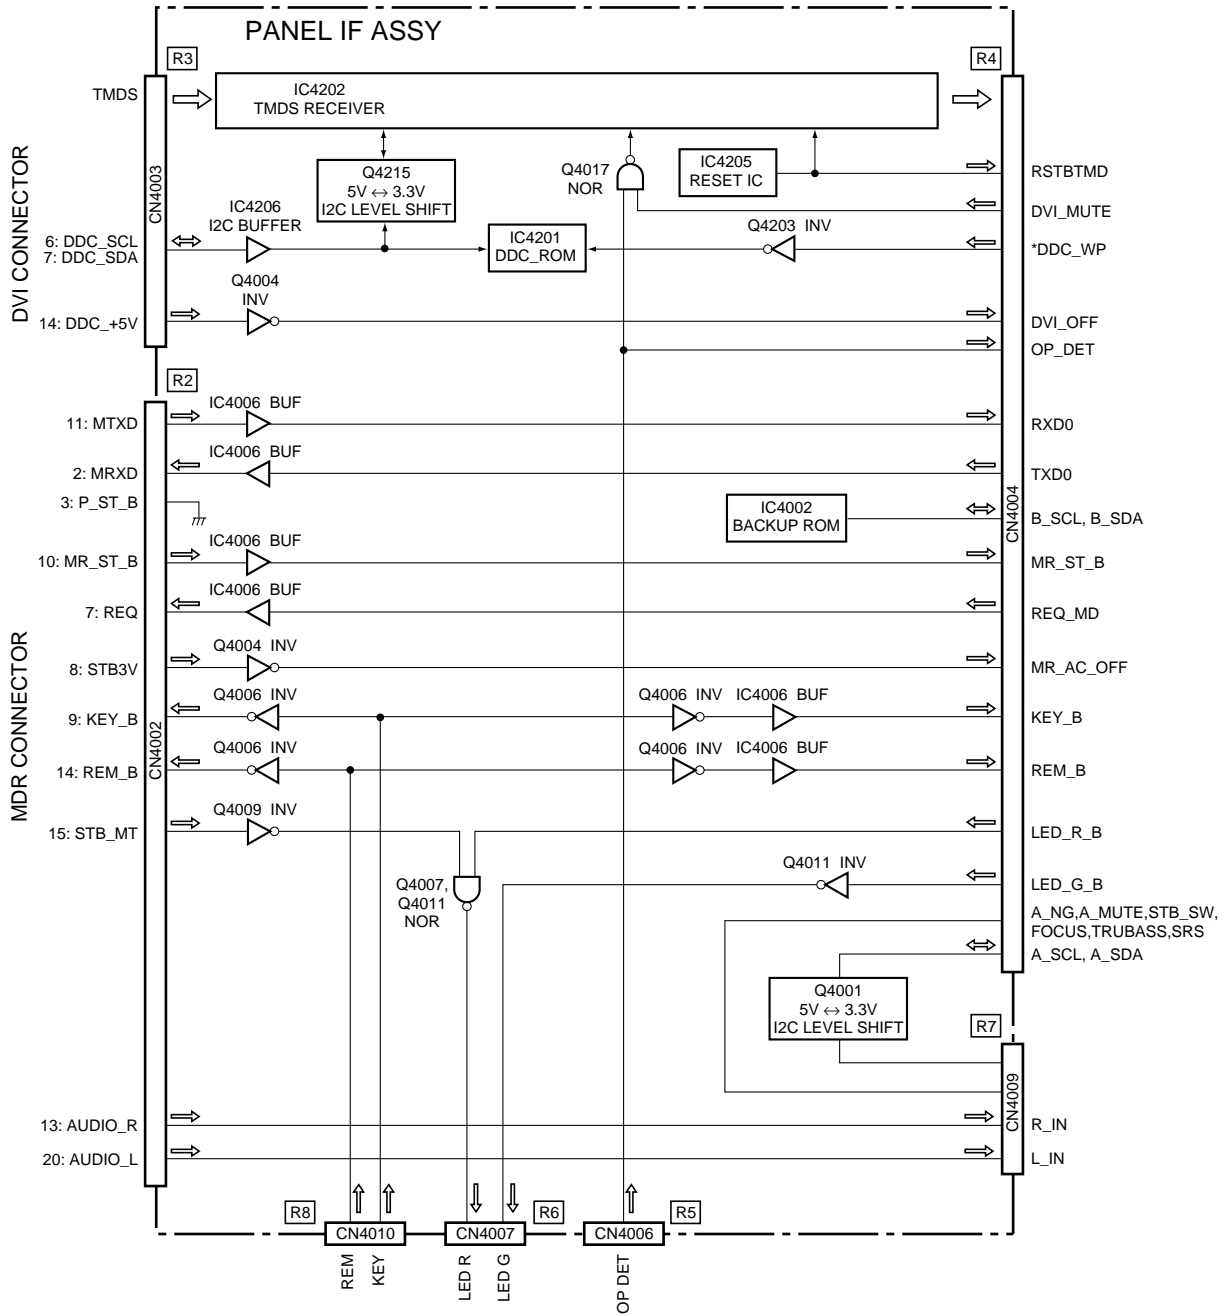 PANEL IF ASSY
R3
R4
TMDS
IC4202
TMDS RECEIVER
DVI CONNECTOR
CN4003
Q4215
5V ↔ 3.3V
I2C LEVEL SHIFT
Q4017
NOR
IC4205
RESET IC
RSTBTMD
DVI_MUTE
IC4206
I2C BUFFER
IC4201
DDC_ROM
Q4203 INV
*DDC_WP
6: DDC_SCL
7: DDC_SDA
Q4004
INV
14: DDC_+5V
DVI_OFF
OP_DET
R2
MDR CONNECTOR
CN4002
CN4004
IC4006 BUF
11: MTXD
RXD0
IC4006 BUF
2: MRXD
TXD0
3: P_ST_B
IC4002
BACKUP ROM
B_SCL, B_SDA
IC4006 BUF
10: MR_ST_B
MR_ST_B
IC4006 BUF
7: REQ
REQ_MD
Q4004 INV
8: STB3V
MR_AC_OFF
Q4006 INV
Q4006 INV
IC4006 BUF
9: KEY_B
KEY_B
Q4006 INV
Q4006 INV
IC4006 BUF
14: REM_B
REM_B
Q4009 INV
15: STB_MT
LED_R_B
Q4007,
Q4011
NOR
Q4011 INV
LED_G_B
A_NG,A_MUTE,STB_SW,
FOCUS,TRUBASS,SRS
A_SCL, A_SDA
Q4001
5V ↔ 3.3V
I2C LEVEL SHIFT
R7
CN4009
13: AUDIO_R
R_IN
20: AUDIO_L
L_IN
R8
CN4010
CN4007
R6
CN4006
R5
REM
KEY
LED R
LED G
OP DET